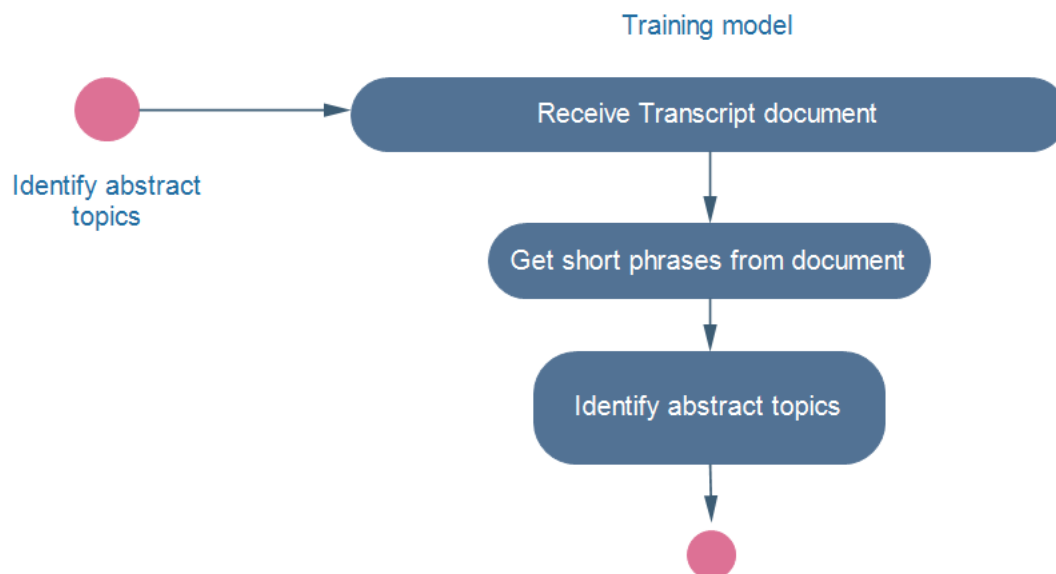 Training model
Receive Transcript document
Identify abstract
topics
Get short phrases from document
Identify abstract topics